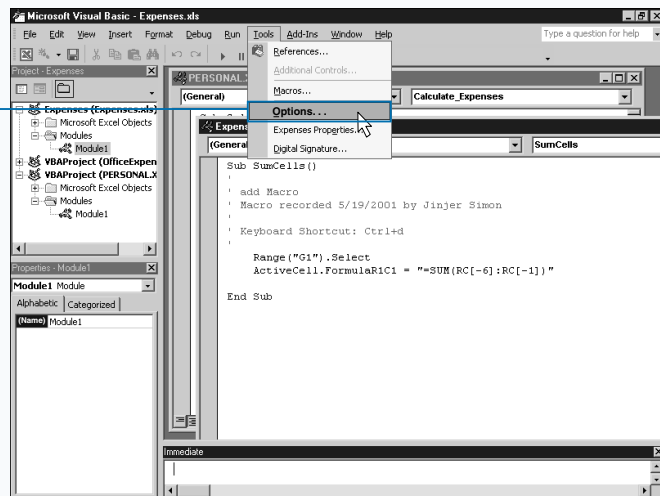 Microsoft Visual Basic - Expenses.xls
File Edit View Insert Format Debug Run Tools Add-Ins Window Help
Type a question for help
References...
Additional Controls...
Macros...
Options...
Expenses Properties...
Digital Signature...
Project - Expenses
Expenses (Expenses.xls)
Microsoft Excel Objects
Modules
Module1
VBAProject (OfficeExpen
VBAProject (PERSONAL.X
Microsoft Excel Objects
Modules
Module1
PERSONAL.
(General)
Calculate_Expenses
Expens
(General
SumCells
Sub SumCells()
'
' add Macro
' Macro recorded 5/19/2001 by Jinjer Simon
'
' Keyboard Shortcut: Ctrl+d
'
Range("G1").Select
ActiveCell.FormulaR1C1 = "=SUM(RC[-6]:RC[-1])"
End Sub
Properties - Module1
Module1 Module
Alphabetic Categorized
(Name) Module1
Immediate